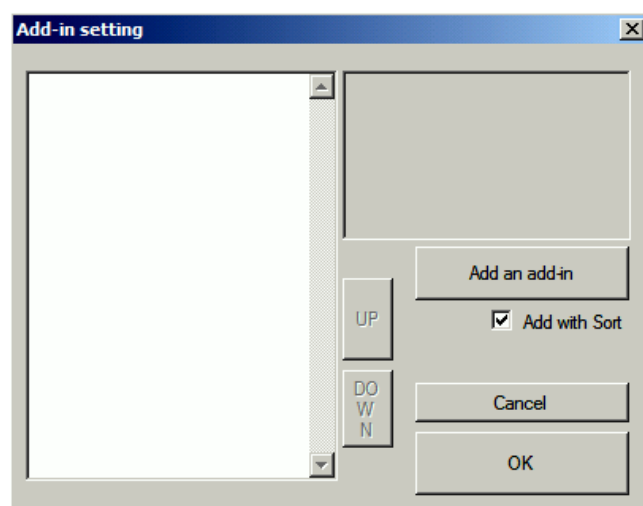 Add-in setting
Add an add-in
UP
Add with Sort
DO
W
N
Cancel
OK